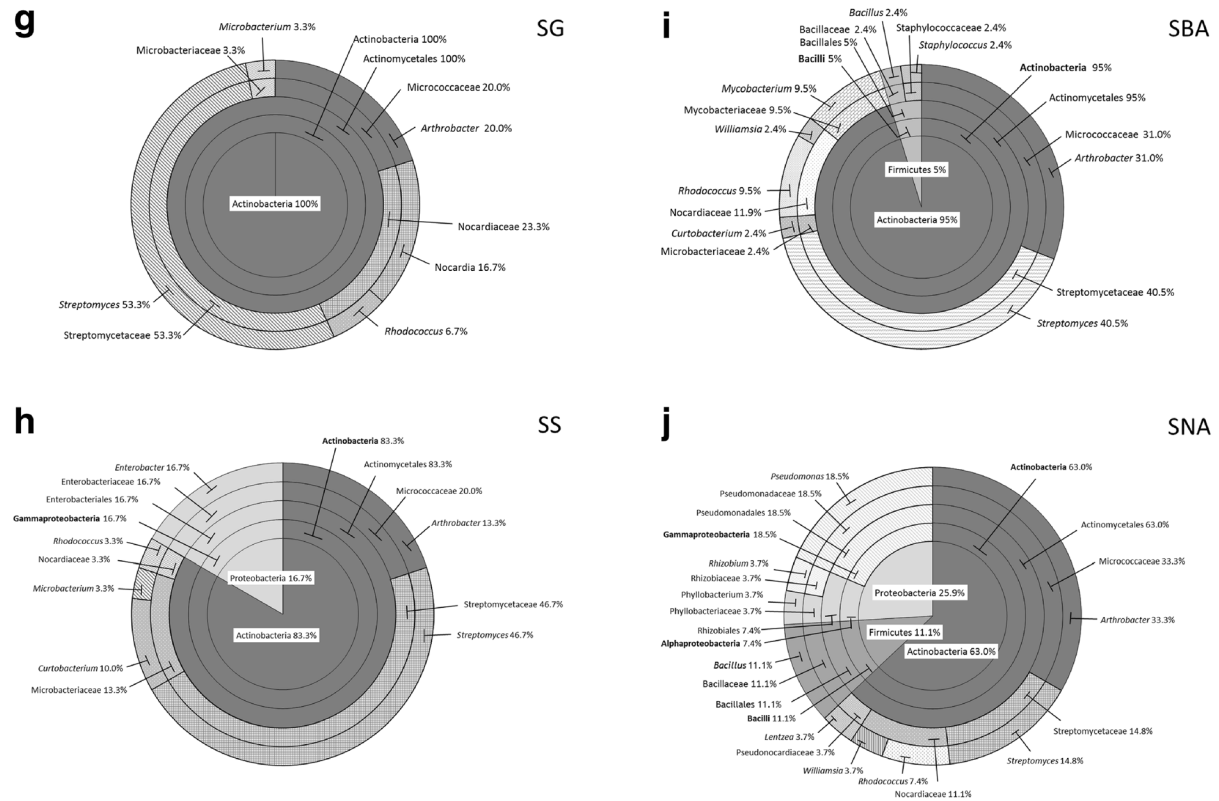 g
SG
Microbacterium 3.3%
Microbacteriaceae 3.3%
Actinobacteria 100%
Actinomycetales 100%
Micrococcaceae 20.0%
Arthrobacter 20.0%
Actinobacteria 100%
Nocardiaceae 23.3%
Nocardia 16.7%
Rhodococcus 6.7%
Streptomyces 53.3%
Streptomycetaceae 53.3%
i
SBA
Bacillus 2.4%
Bacillaceae 2.4%
Bacillales 5%
Bacilli 5%
Staphylococcaceae 2.4%
Staphylococcus 2.4%
Actinobacteria 95%
Actinomycetales 95%
Micrococcaceae 31.0%
Arthrobacter 31.0%
Mycobacterium 9.5%
Mycobacteriaceae 9.5%
Williamsia 2.4%
Firmicutes 5%
Rhodococcus 9.5%
Nocardiaceae 11.9%
Actinobacteria 95%
Curtobacterium 2.4%
Microbacteriaceae 2.4%
Streptomycetaceae 40.5%
Streptomyces 40.5%
h
SS
Actinobacteria 83.3%
Actinomycetales 83.3%
Micrococcaceae 20.0%
Arthrobacter 13.3%
Enterobacter 16.7%
Enterobacteriaceae 16.7%
Enterobacteriales 16.7%
Gammaproteobacteria 16.7%
Rhodococcus 3.3%
Nocardiaceae 3.3%
Microbacterium 3.3%
Proteobacteria 16.7%
Streptomycetaceae 46.7%
Streptomyces 46.7%
Actinobacteria 83.3%
Curtobacterium 10.0%
Microbacteriaceae 13.3%
j
SNA
Actinobacteria 63.0%
Actinomycetales 63.0%
Micrococcaceae 33.3%
Arthrobacter 33.3%
Pseudomonas 18.5%
Pseudomonadaceae 18.5%
Pseudomonadales 18.5%
Gammaproteobacteria 18.5%
Rhizobium 3.7%
Rhizobiaceae 3.7%
Phyllobacterium 3.7%
Phyllobacteriaceae 3.7%
Rhizobiales 7.4%
Alphaproteobacteria 7.4%
Proteobacteria 25.9%
Firmicutes 11.1%
Actinobacteria 63.0%
Bacillus 11.1%
Bacillaceae 11.1%
Bacillales 11.1%
Bacilli 11.1%
Lentzea 3.7%
Pseudonocardiaceae 3.7%
Williamsia 3.7%
Rhodococcus 7.4%
Nocardiaceae 11.1%
Streptomycetaceae 14.8%
Streptomyces 14.8%